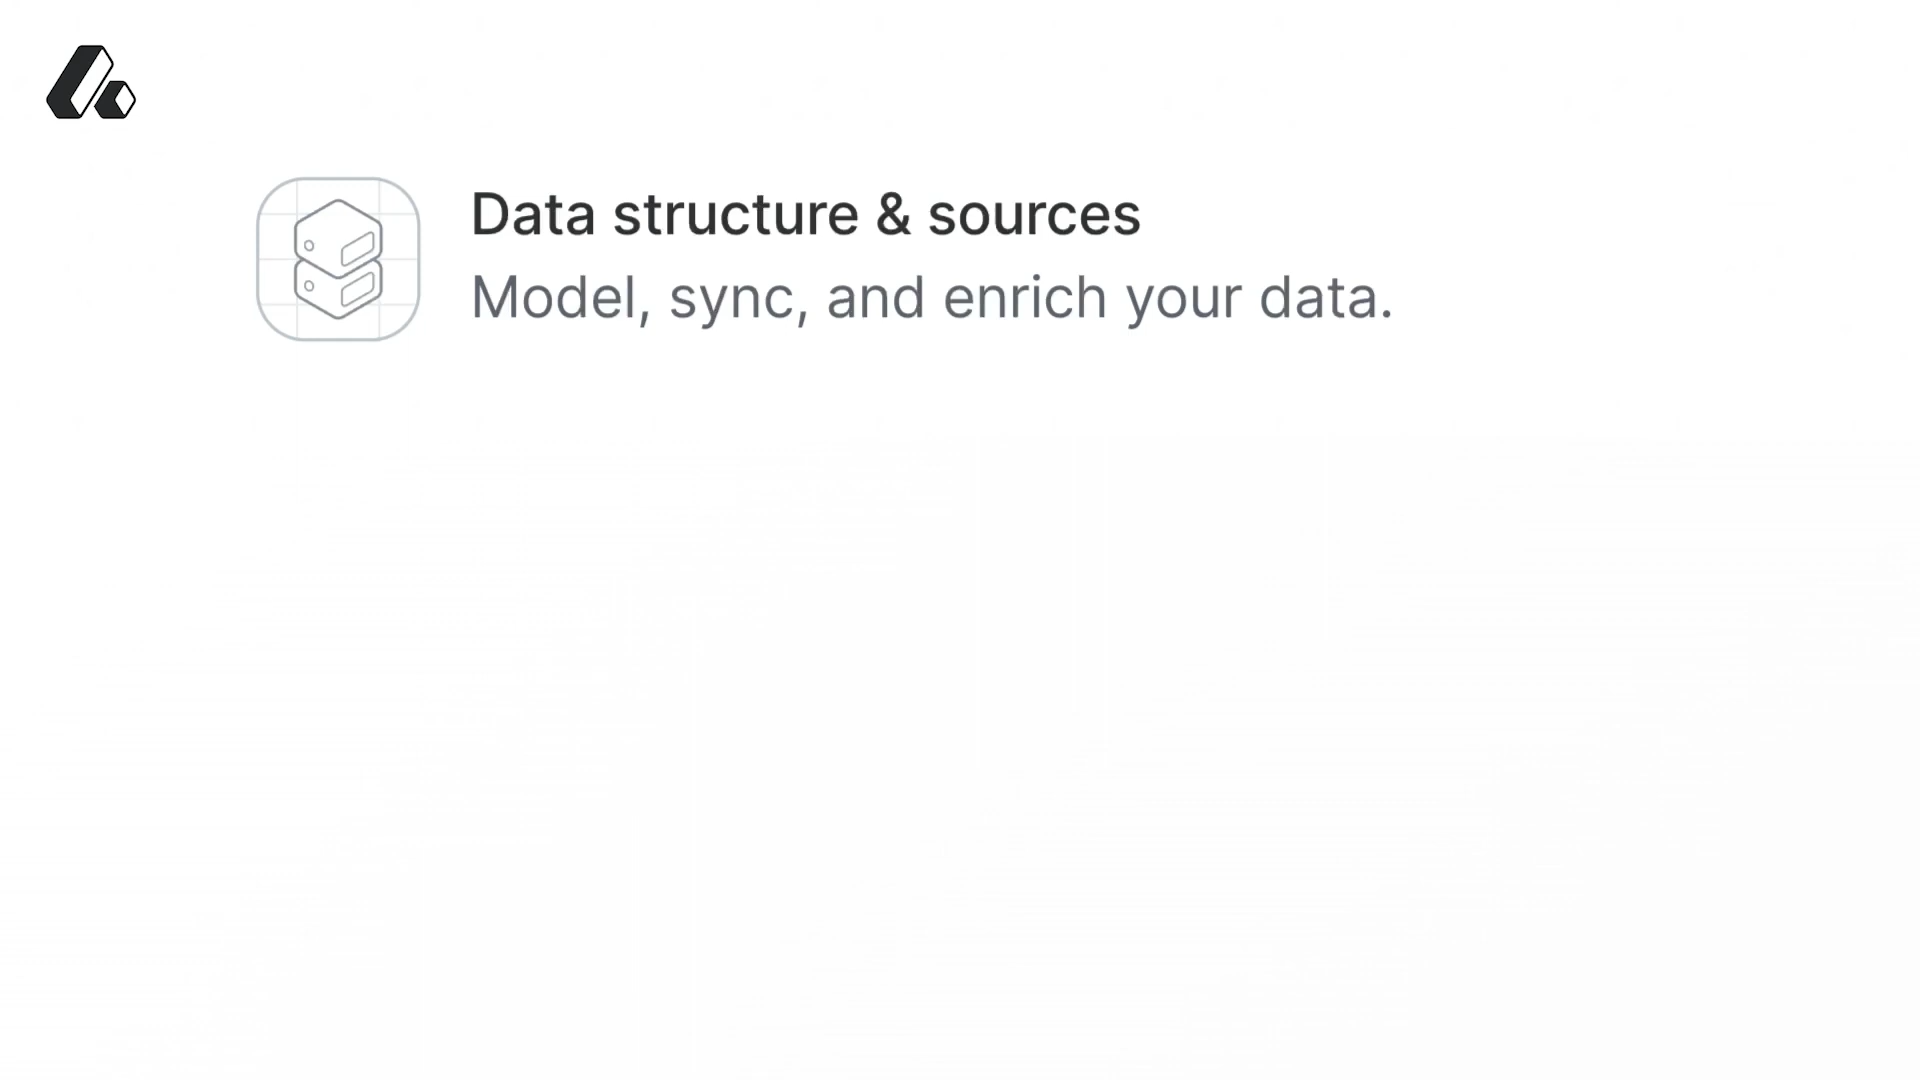 Data structure & sources
Model, sync, and enrich your data.